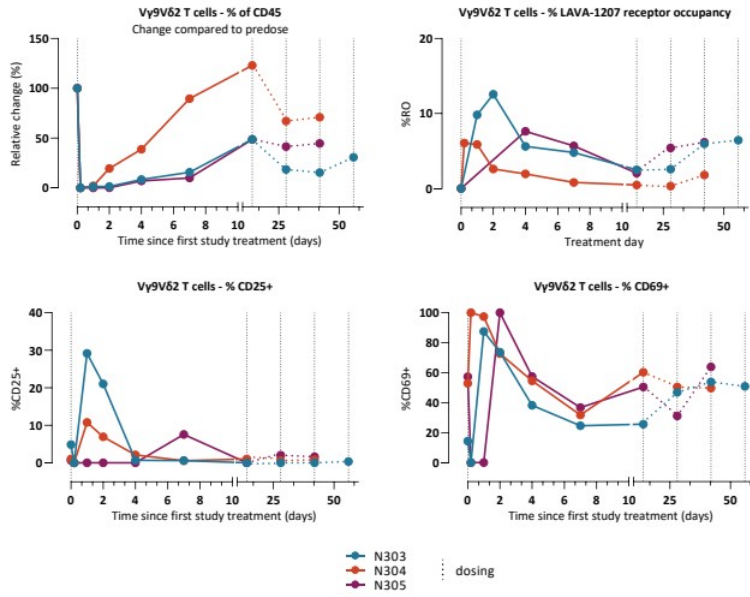 Vγ9Vδ2 T cells - % of CD45
Change compared to predose
150
100
50
0
Relative change (%)
0 2 4 6 8 10 25 50
Time since first study treatment (days)
Vγ9Vδ2 T cells - % LAVA-1207 receptor occupancy
20
10
0
%RO
0 2 4 6 8 10 25 50
Treatment day
Vγ9Vδ2 T cells - % CD25+
40
30
20
10
0
%CD25+
0 2 4 6 8 10 25 50
Time since first study treatment (days)
Vγ9Vδ2 T cells - % CD69+
100
80
60
40
20
0
%CD69+
0 2 4 6 8 10 25 50
Time since first study treatment (days)
N303
N304
N305
dosing